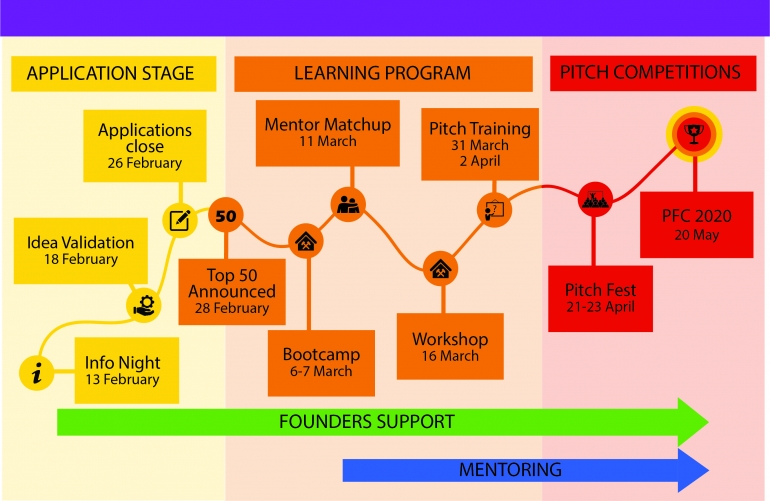 APPLICATION STAGE
LEARNING PROGRAM
PITCH COMPETITIONS
Applications
close
26 February
Mentor Matchup
11 March
Pitch Training
31 March
2 April
Idea Validation
18 February
50
PFC 2020
20 May
Top 50
Announced
28 February
Pitch Fest
21-23 April
?
Info Night
13 February
i
Bootcamp
6-7 March
Workshop
16 March
FOUNDERS SUPPORT
MENTORING